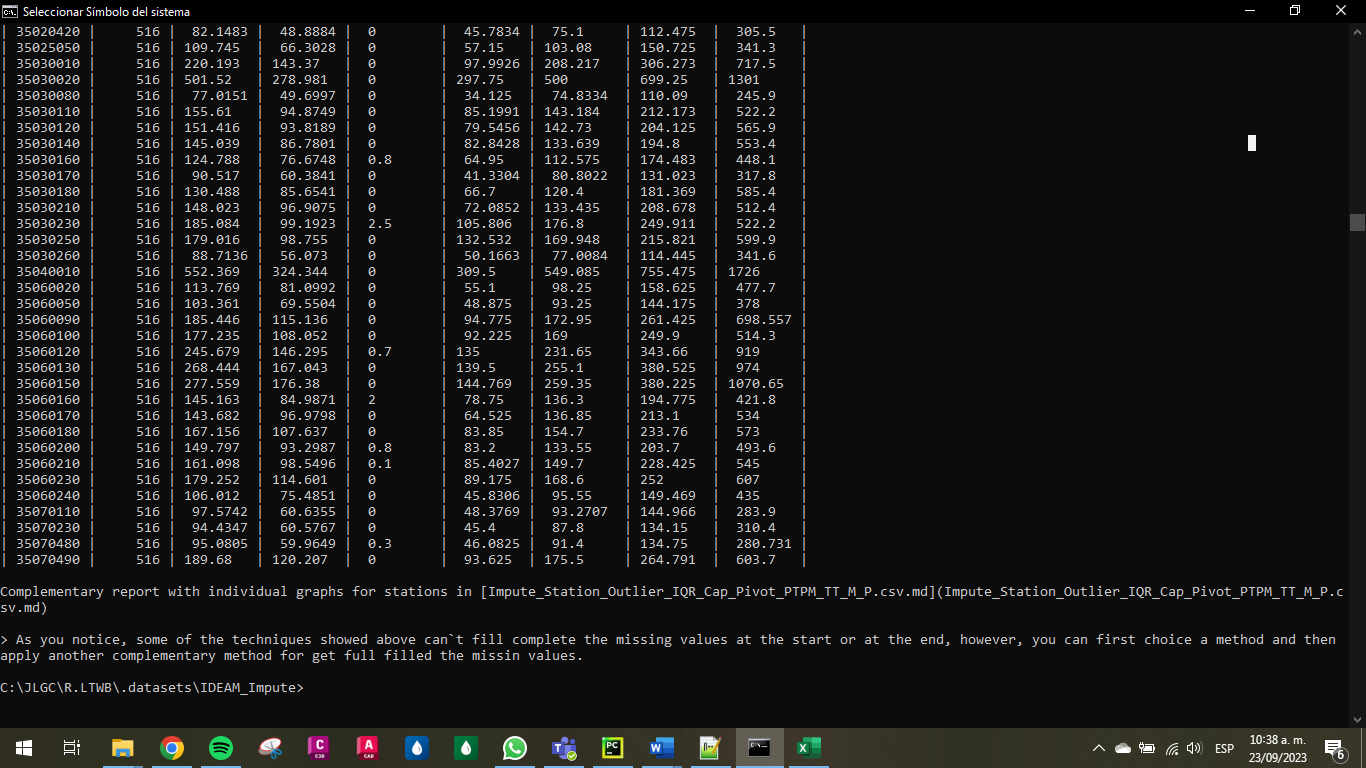 Seleccionar Símbolo del sistema
| 35020420 |     516 |  82.1483 |  48.8884 |  0        |  45.7834 |  75.1    | 112.475  |  305.5   |
| 35025050 |     516 | 109.745  |  66.3028 |  0        |  57.15   | 103.08   | 150.725  |  341.3   |
| 35030010 |     516 | 220.193  | 143.37   |  0        |  97.9926 | 208.217  | 306.273  |  717.5   |
| 35030020 |     516 | 501.52   | 278.981  |  0        | 297.75   | 500      | 699.25   | 1301     |
| 35030080 |     516 |  77.0151 |  49.6997 |  0        |  34.125  |  74.8334 | 110.09   |  245.9   |
| 35030110 |     516 | 155.61   |  94.8749 |  0        |  85.1991 | 143.184  | 212.173  |  522.2   |
| 35030120 |     516 | 151.416  |  93.8189 |  0        |  79.5456 | 142.73   | 204.125  |  565.9   |
| 35030140 |     516 | 145.039  |  86.7801 |  0        |  82.8428 | 133.639  | 194.8    |  553.4   |
| 35030160 |     516 | 124.788  |  76.6748 |  0.8      |  64.95   | 112.575  | 174.483  |  448.1   |
| 35030170 |     516 |  90.517  |  60.3841 |  0        |  41.3304 |  80.8022 | 131.023  |  317.8   |
| 35030180 |     516 | 130.488  |  85.6541 |  0        |  66.7    | 120.4    | 181.369  |  585.4   |
| 35030210 |     516 | 148.023  |  96.9075 |  0        |  72.0852 | 133.435  | 208.678  |  512.4   |
| 35030230 |     516 | 185.084  |  99.1923 |  2.5      | 105.806  | 176.8    | 249.911  |  522.2   |
| 35030250 |     516 | 179.016  |  98.755  |  0        | 132.532  | 169.948  | 215.821  |  599.9   |
| 35030260 |     516 |  88.7136 |  56.073  |  0        |  50.1663 |  77.0084 | 114.445  |  341.6   |
| 35040010 |     516 | 552.369  | 324.344  |  0        | 309.5    | 549.085  | 755.475  | 1726     |
| 35060020 |     516 | 113.769  |  81.0992 |  0        |  55.1    |  98.25   | 158.625  |  477.7   |
| 35060050 |     516 | 103.361  |  69.5504 |  0        |  48.875  |  93.25   | 144.175  |  378     |
| 35060090 |     516 | 185.446  | 115.136  |  0        |  94.775  | 172.95   | 261.425  |  698.557 |
| 35060100 |     516 | 177.235  | 108.052  |  0        |  92.225  | 169      | 249.9    |  514.3   |
| 35060120 |     516 | 245.679  | 146.295  |  0.7      | 135      | 231.65   | 343.66   |  919     |
| 35060130 |     516 | 268.444  | 167.043  |  0        | 139.5    | 255.1    | 380.525  |  974     |
| 35060150 |     516 | 277.559  | 176.38   |  0        | 144.769  | 259.35   | 380.225  | 1070.65  |
| 35060160 |     516 | 145.163  |  84.9871 |  2        |  78.75   | 136.3    | 194.775  |  421.8   |
| 35060170 |     516 | 143.682  |  96.9798 |  0        |  64.525  | 136.85   | 213.1    |  534     |
| 35060180 |     516 | 167.156  | 107.637  |  0        |  83.85   | 154.7    | 233.76   |  573     |
| 35060200 |     516 | 149.797  |  93.2987 |  0.8      |  83.2    | 133.55   | 203.7    |  493.6   |
| 35060210 |     516 | 161.098  |  98.5496 |  0.1      |  85.4027 | 149.7    | 228.425  |  545     |
| 35060230 |     516 | 179.252  | 114.601  |  0        |  89.175  | 168.6    | 252      |  607     |
| 35060240 |     516 | 106.012  |  75.4851 |  0        |  45.8306 |  95.55   | 149.469  |  435     |
| 35070110 |     516 |  97.5742 |  60.6355 |  0        |  48.3769 |  93.2707 | 144.966  |  283.9   |
| 35070230 |     516 |  94.4347 |  60.5767 |  0        |  45.4    |  87.8    | 134.15   |  310.4   |
| 35070480 |     516 |  95.0805 |  59.9649 |  0.3      |  46.0825 |  91.4    | 134.75   |  280.731 |
| 35070490 |     516 | 189.68   | 120.207  |  0        |  93.625  | 175.5    | 264.791  |  603.7   |
Complementary report with individual graphs for stations in [Impute_Station_Outlier_IQR_Cap_Pivot_PTPM_TT_M_P.csv.md](Impute_Station_Outlier_IQR_Cap_Pivot_PTPM_TT_M_P.c
sv.md)
> As you notice, some of the techniques showed above can`t fill complete the missing values at the start or at the end, however, you can first choice a method and then
apply another complementary method for get full filled the missin values.
C:\JLGC\R.LTWB\.datasets\IDEAM_Impute>
ESP
10:38 a. m.
23/09/2023
6